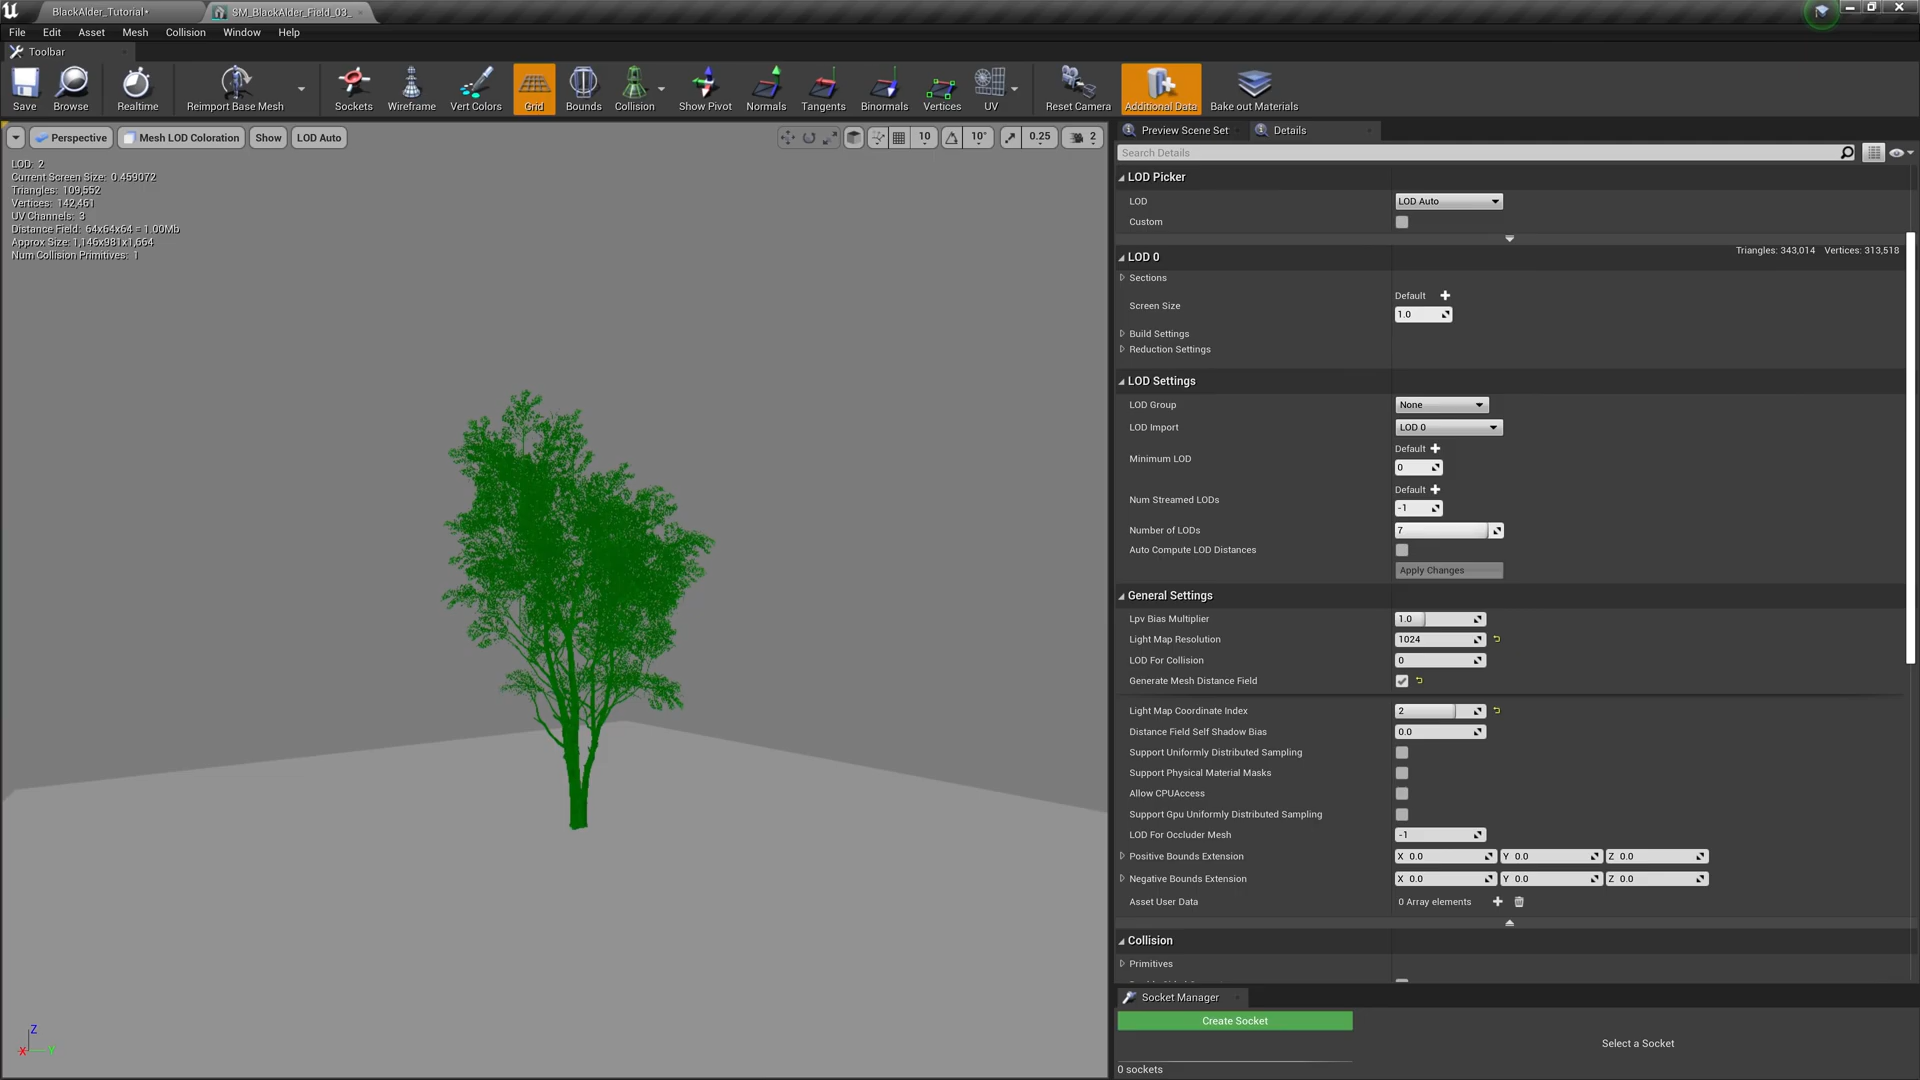 BlackAlder_Tutorial•
SM_BlackAlder_Field_03_
File Edit Asset Mesh Collision Window Help
Toolbar
Save Browse Realtime Reimport Base Mesh Sockets Wireframe Vert Colors Grid Bounds Collision Show Pivot Normals Tangents Binormals Vertices UV Reset Camera Additional Data Bake out Materials
Perspective Mesh LOD Coloration Show LOD Auto 10 10° 0.25 2
LOD: 2
Current Screen Size: 0.459072
Triangles: 109,552
Vertices: 142,461
UV Channels: 3
Distance Field: 64x64x64 = 1.00Mb
Approx Size: 1,146x981x1,664
Num Collision Primitives: 1
Z
X Y
Preview Scene Set Details
Search Details
LOD Picker
LOD LOD Auto
Custom
LOD 0 Triangles: 343,014 Vertices: 313,518
Sections
Default
Screen Size
1.0
Build Settings
Reduction Settings
LOD Settings
LOD Group None
LOD Import LOD 0
Default
Minimum LOD
0
Default
Num Streamed LODs
-1
Number of LODs 7
Auto Compute LOD Distances
Apply Changes
General Settings
Lpv Bias Multiplier 1.0
Light Map Resolution 1024
LOD For Collision 0
Generate Mesh Distance Field
Light Map Coordinate Index 2
Distance Field Self Shadow Bias 0.0
Support Uniformly Distributed Sampling
Support Physical Material Masks
Allow CPUAccess
Support Gpu Uniformly Distributed Sampling
LOD For Occluder Mesh -1
Positive Bounds Extension X 0.0 Y 0.0 Z 0.0
Negative Bounds Extension X 0.0 Y 0.0 Z 0.0
Asset User Data 0 Array elements
Collision
Primitives
Socket Manager
Create Socket
Select a Socket
0 sockets